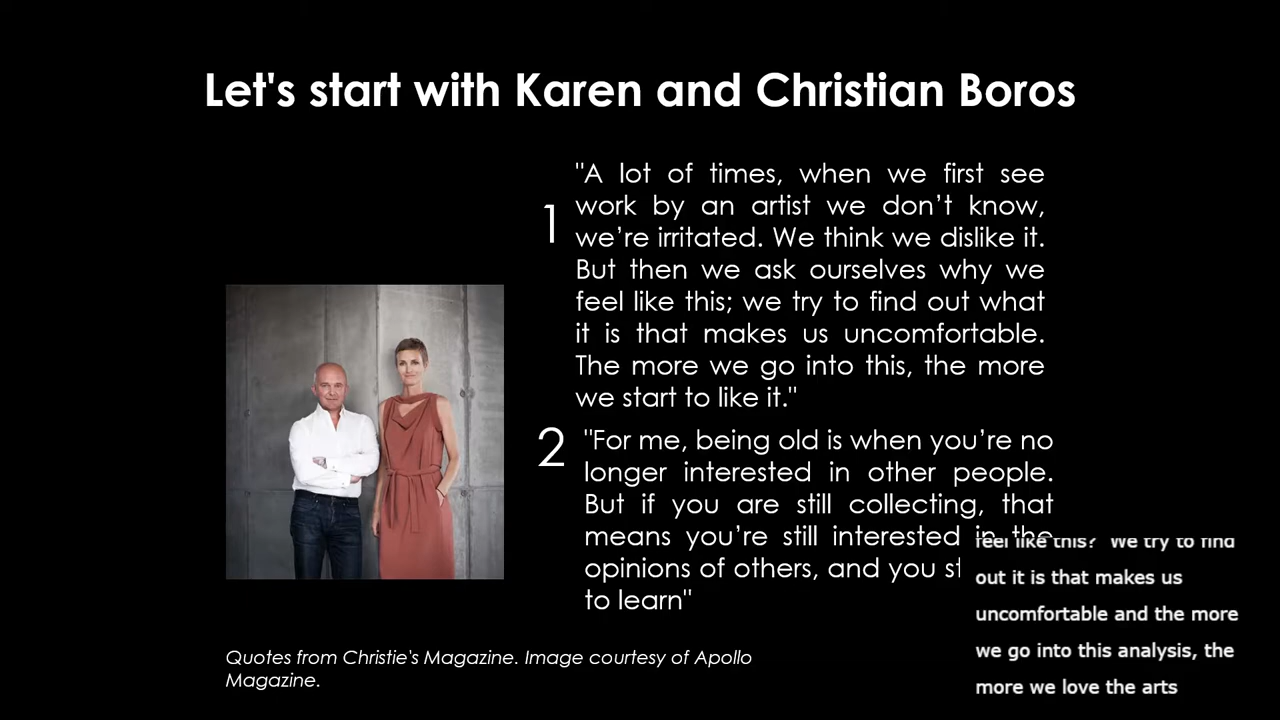 Let's start with Karen and Christian Boros
1
"A lot of times, when we first see
work by an artist we don’t know,
we’re irritated. We think we dislike it.
But then we ask ourselves why we
feel like this; we try to find out what
it is that makes us uncomfortable.
The more we go into this, the more
we start to like it."
2
"For me, being old is when you’re no
longer interested in other people.
But if you are still collecting, that
means you’re still interested in the
opinions of others, and you
to learn"
Quotes from Christie's Magazine. Image courtesy of Apollo
Magazine.
feel like this? We try to find
out it is that makes us
uncomfortable and the more
we go into this analysis, the
more we love the arts